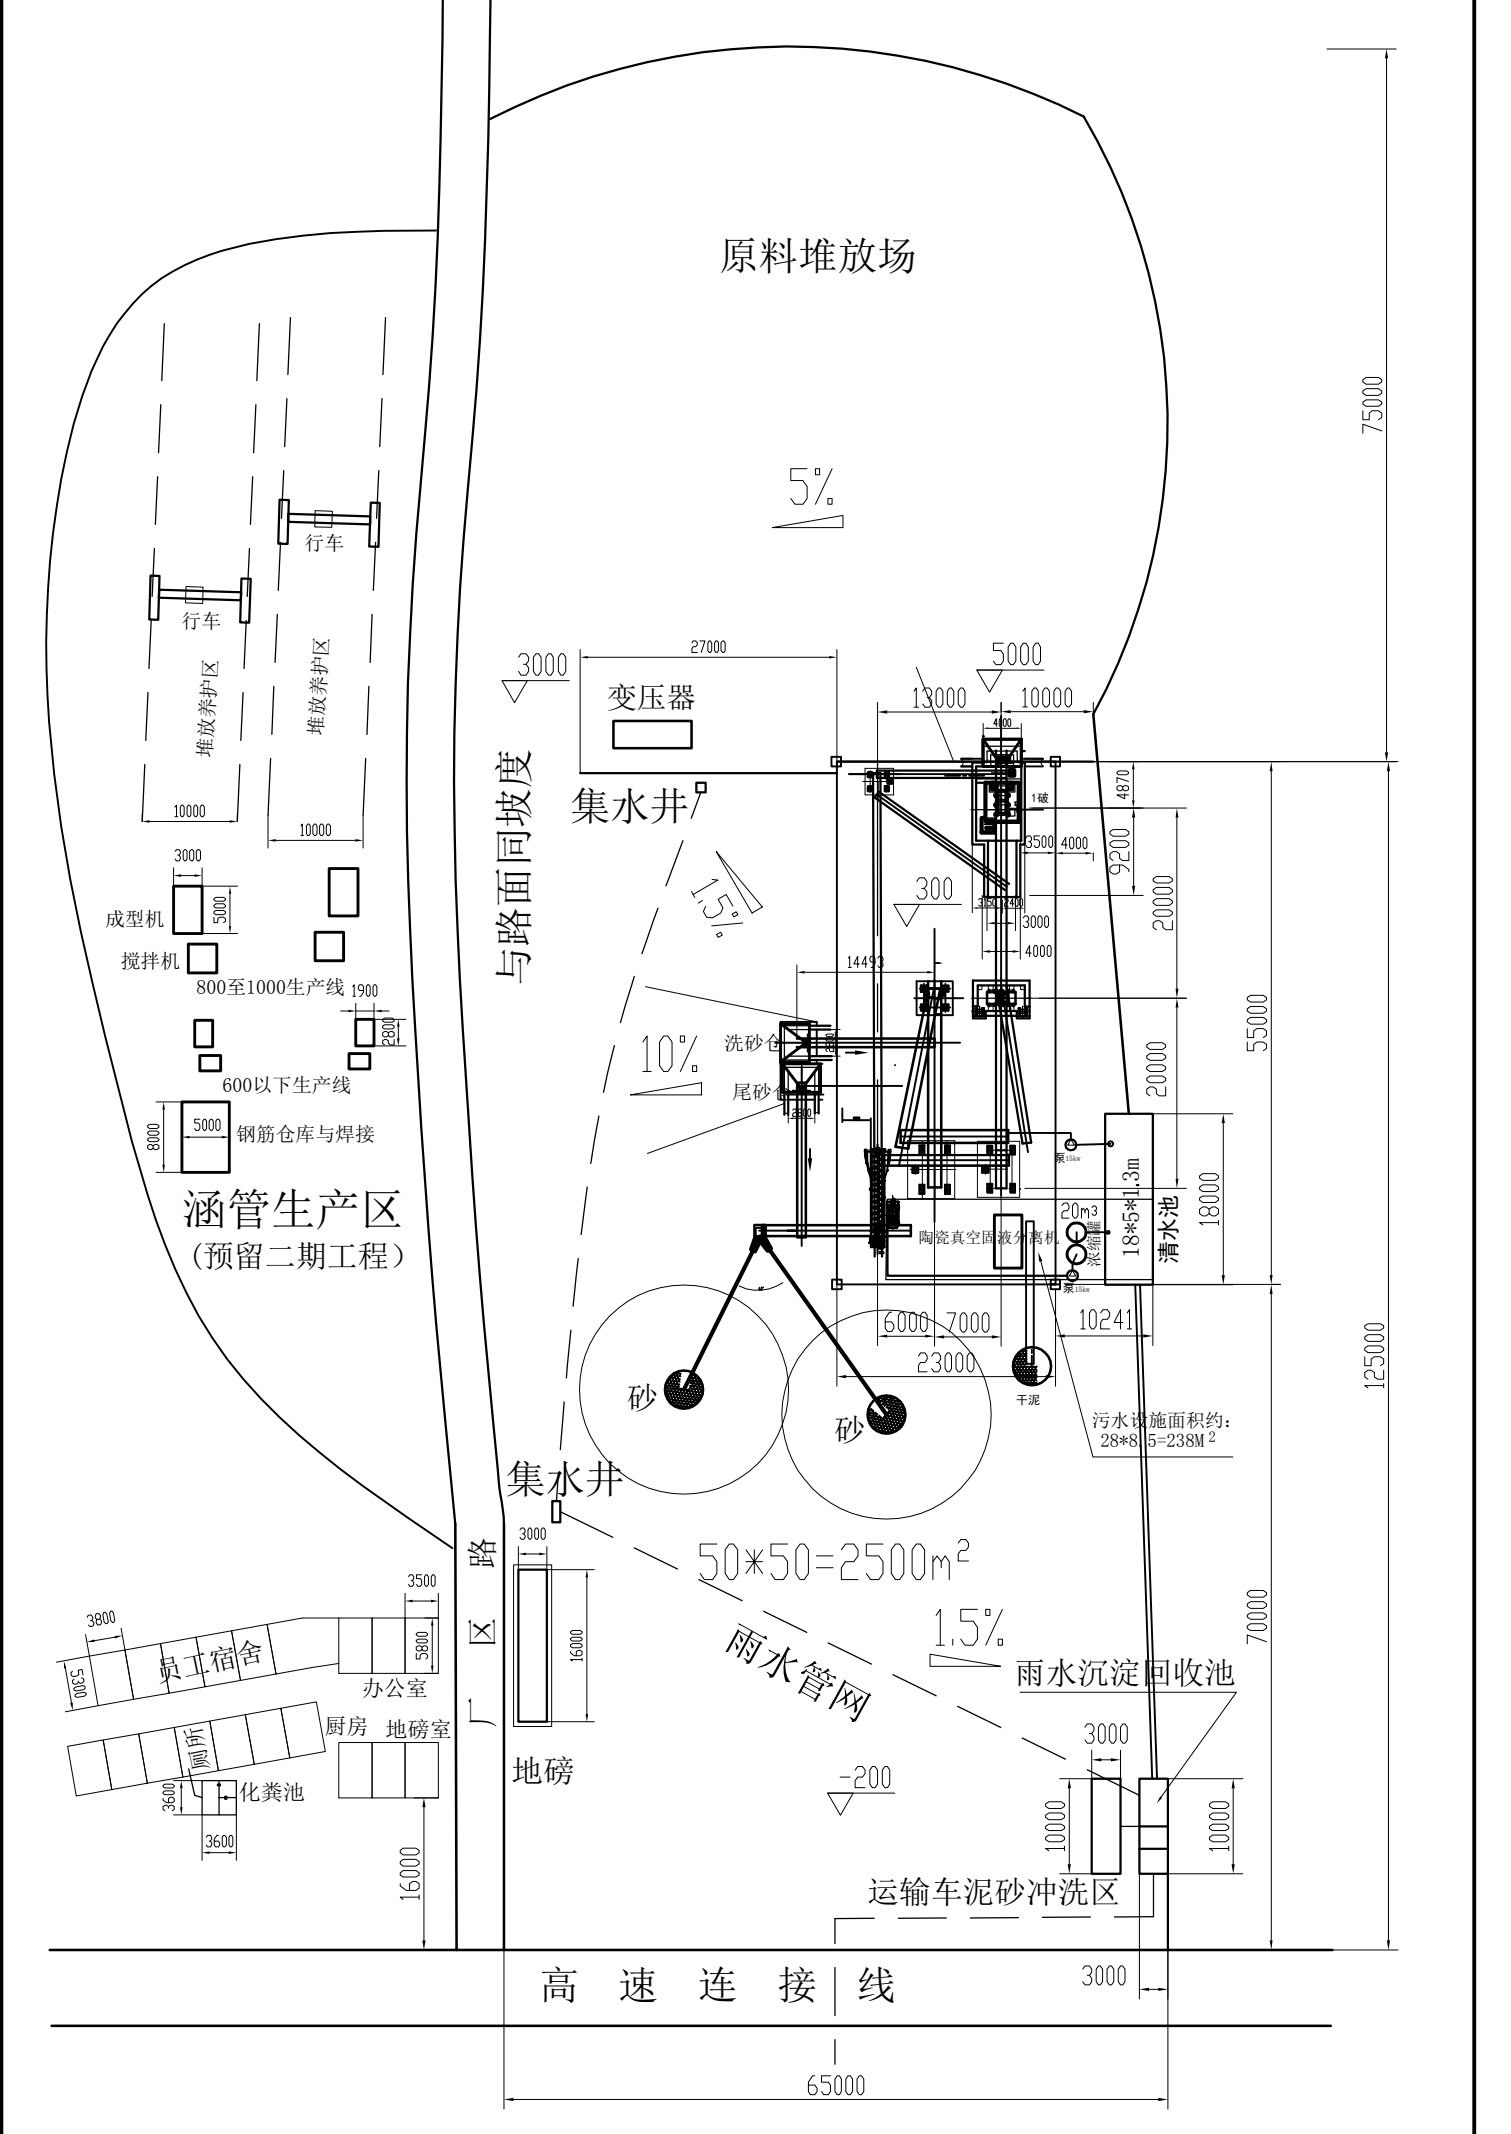 原料堆放场
75000
5%
行车
行车
堆放养护区
堆放养护区
27000
3000
5000
变压器
13000
10000
4000
与路面同坡度
集水井
1破
4870
10000
10000
3500
4000
9200
3000
5000
成型机
1.5%
300
20000
3150
2400
3000
4000
搅拌机
800至1000生产线
1900
2800
14493
10%
洗砂仓
尾砂仓
2800
20000
55000
600以下生产线
8000
5000
钢筋仓库与焊接
泵15kw
18*5*1.3m
清水池
18000
涵管生产区
(预留二期工程)
20m3
浓缩罐
陶瓷真空固液分离机
泵15kw
6000
7000
10241
23000
125000
砂
砂
干泥
污水设施面积约:
28*8.5=238M2
集水井
3000
50*50=2500m2
厂区路
16000
地磅
3500
3800
5300
5800
员工宿舍
办公室
1.5%
雨水管网
70000
雨水沉淀回收池
厨房
地磅室
厕所
化粪池
3600
3600
3000
-200
10000
10000
16000
运输车泥砂冲洗区
高速连接线
3000
65000